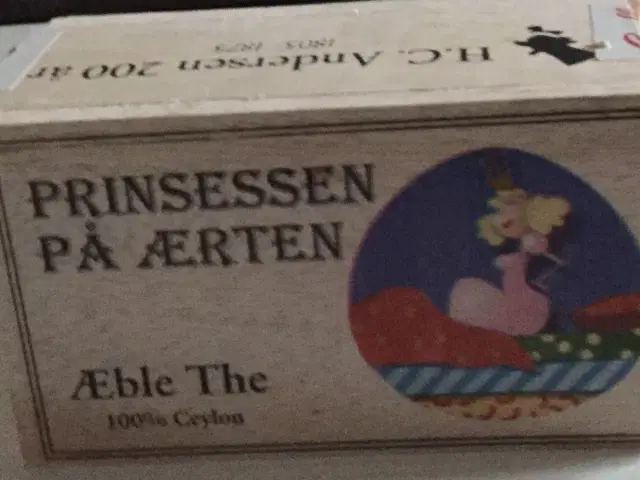 H.C. Andersen 200 år
1805 1875
PRINSESSEN
PÅ ÆRTEN
Æble The
100% Ceylon